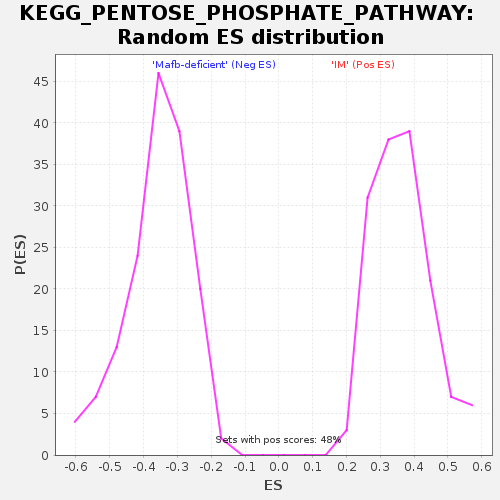 KEGG_PENTOSE_PHOSPHATE_PATHWAY:
Random ES distribution
'Mafb-deficient' (Neg ES) 'IM' (Pos ES)
45
40
35
30
25
20
15
10
5
0
P(ES)
Sets with pos scores: 48%
-0.6 -0.5 -0.4 -0.3 -0.2 -0.1 0.0 0.1 0.2 0.3 0.4 0.5 0.6
ES